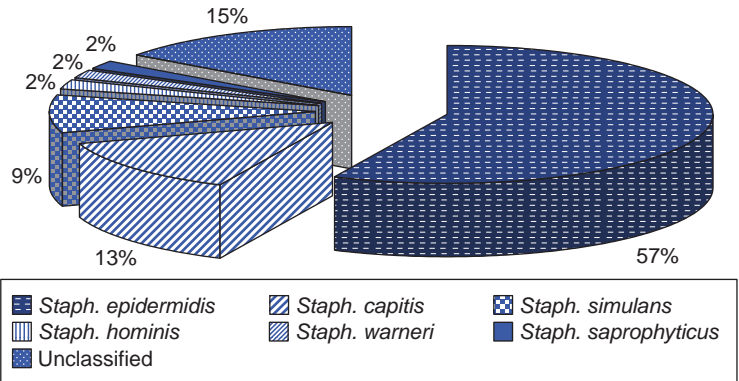 15%
2%
2%
2%
9%
13%
57%
Staph. epidermidis Staph. capitis Staph. simulans
Staph. hominis Staph. warneri Staph. saprophyticus
Unclassified